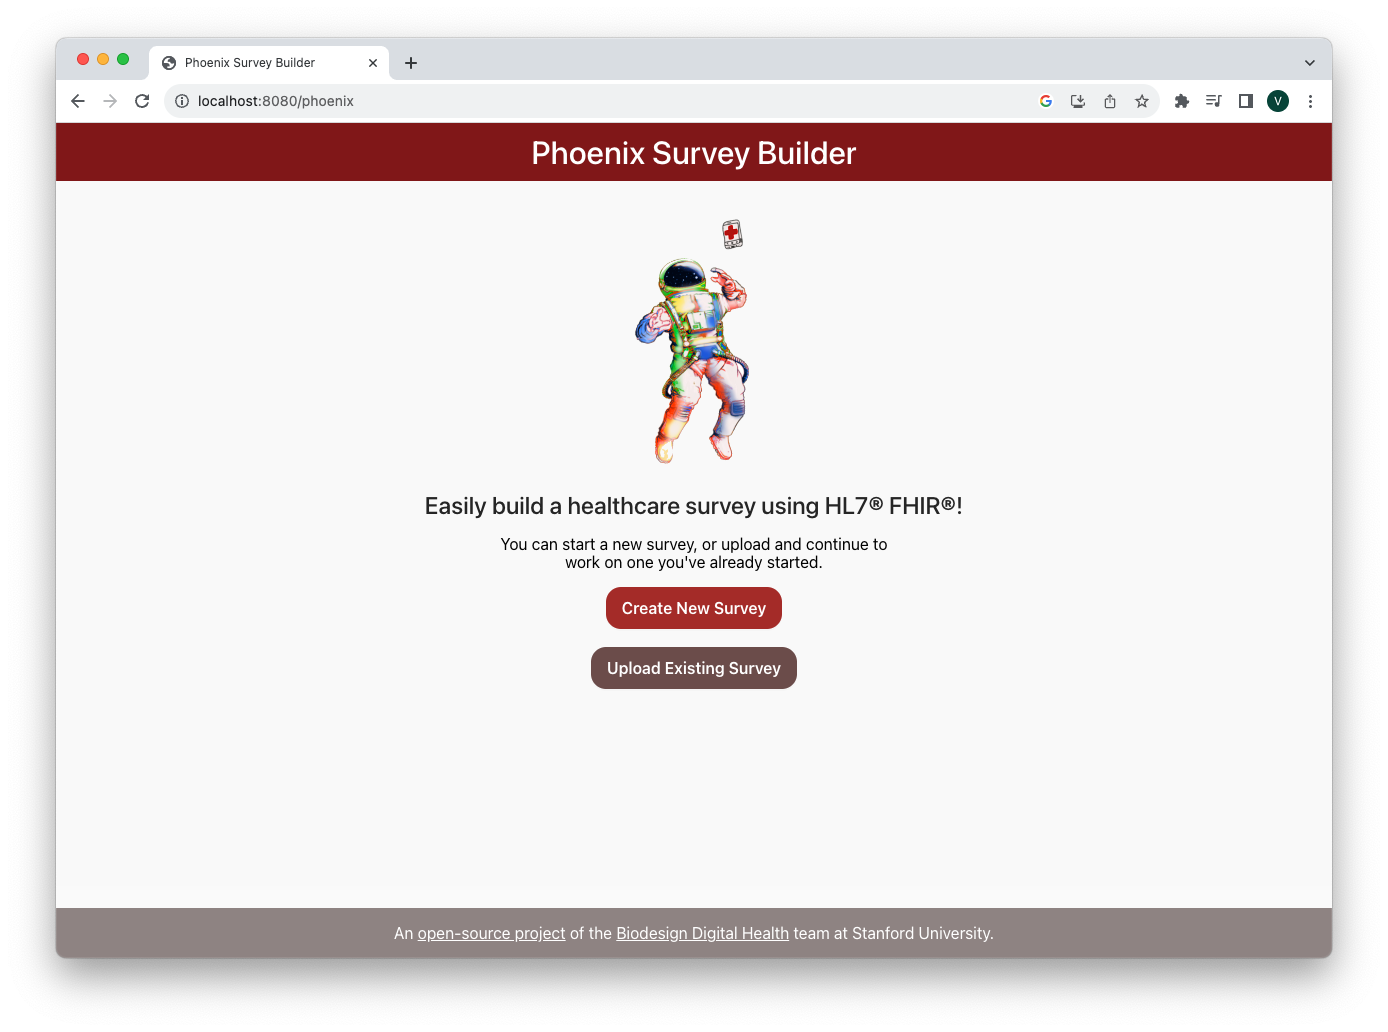 Phoenix Survey Builder
localhost:8080/phoenix
V
Phoenix Survey Builder
Easily build a healthcare survey using HL7® FHIR®!
You can start a new survey, or upload and continue to
work on one you've already started.
Create New Survey
Upload Existing Survey
An open-source project of the Biodesign Digital Health team at Stanford University.